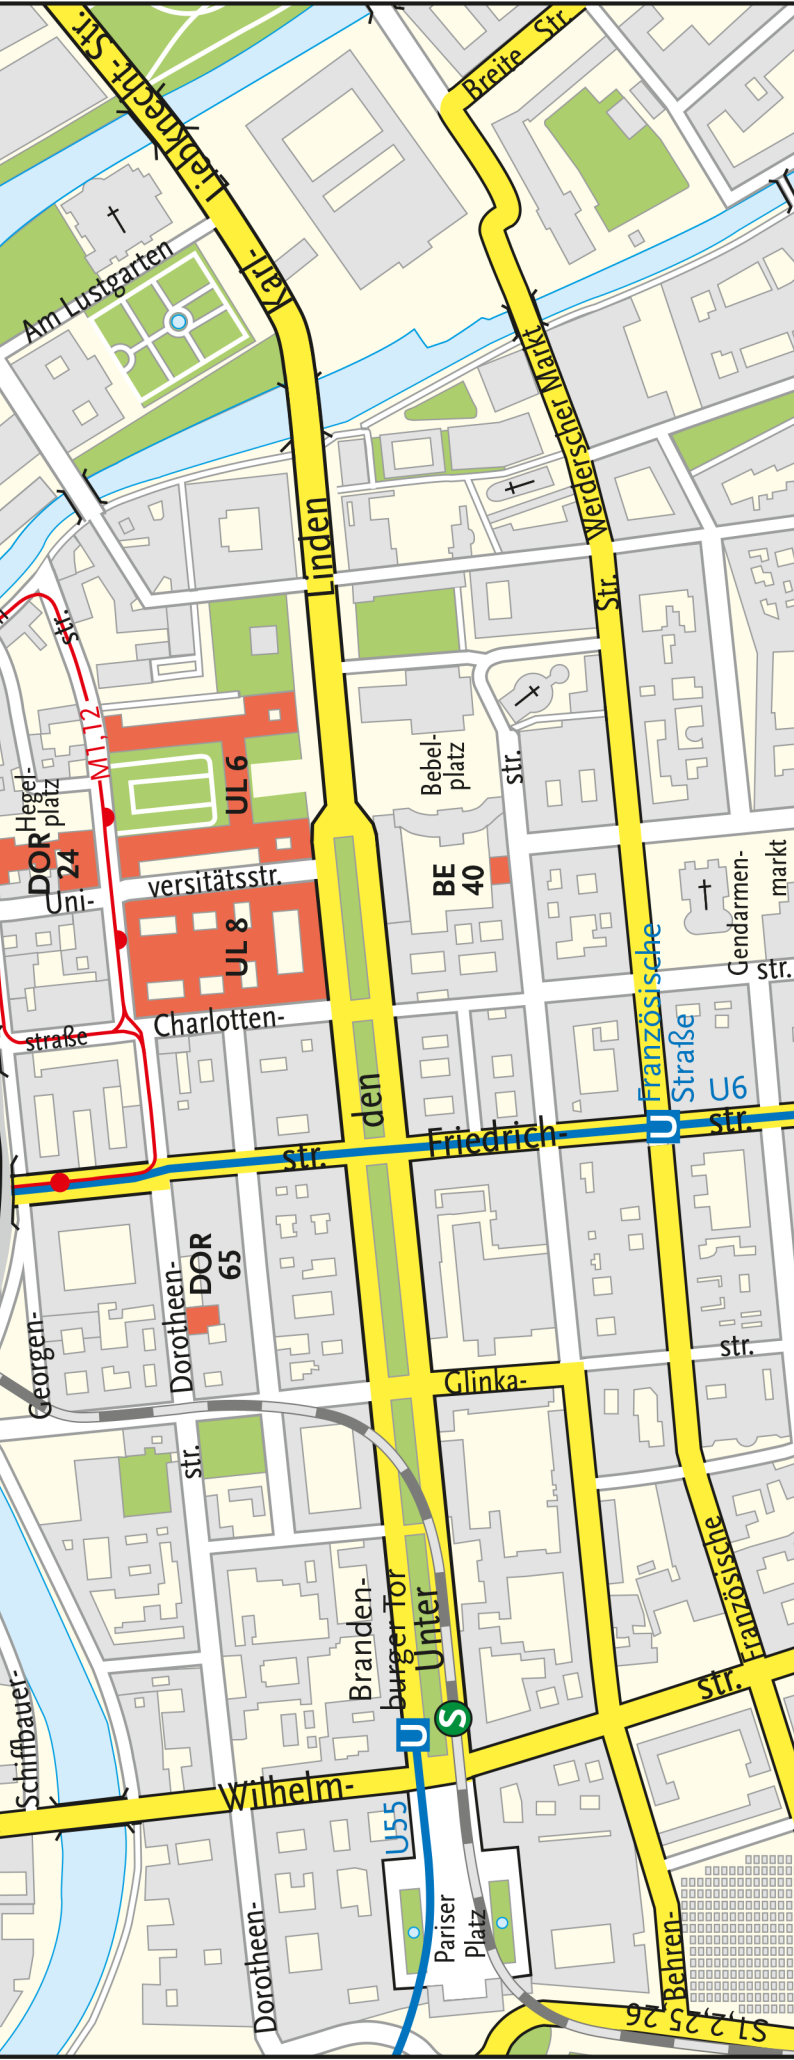 Breite Str.
Karl- Liebknecht- Str.
Am Lustgarten
Werderscher Markt
Linden
Str.
str.
M1,12
Hegel-
platz
UL 6
Bebel-
platz
str.
DOR
24
BE
40
versitätsstr.
Uni-
UL 8
Gendarmen-
markt
str.
Charlotten-
straße
Französische
Straße
U6
den
U
str.
Friedrich-
str.
DOR
65
Georgen-
Dorotheen-
str.
Glinka-
str.
Branden-
burger Tor
Unter
Französische
str.
Schiffbauer-
U
S
Wilhelm-
U55
Pariser
Platz
Dorotheen-
Behren-
S1,2,25,26